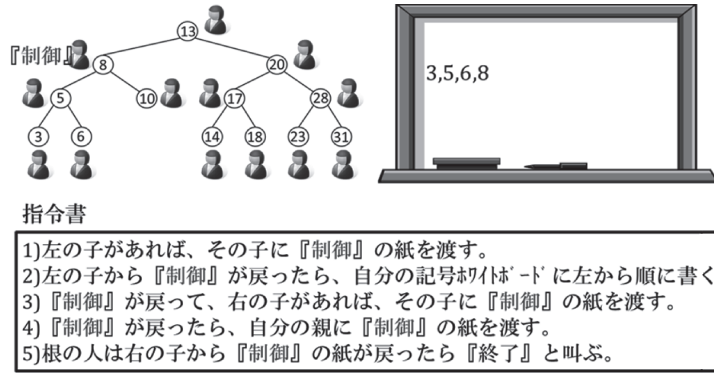 13
『制御』
8
20
3,5,6,8
5
10
17
28
3
6
14
18
23
31
指令書
1)左の子があれば、その子に『制御』の紙を渡す。
2)左の子から『制御』が戻ったら、自分の記号ﾎﾜｲﾄﾎﾞｰﾄﾞに左から順に書く
3)『制御』が戻って、右の子があれば、その子に『制御』の紙を渡す。
4)『制御』が戻ったら、自分の親に『制御』の紙を渡す。
5)根の人は右の子から『制御』の紙が戻ったら『終了』と叫ぶ。